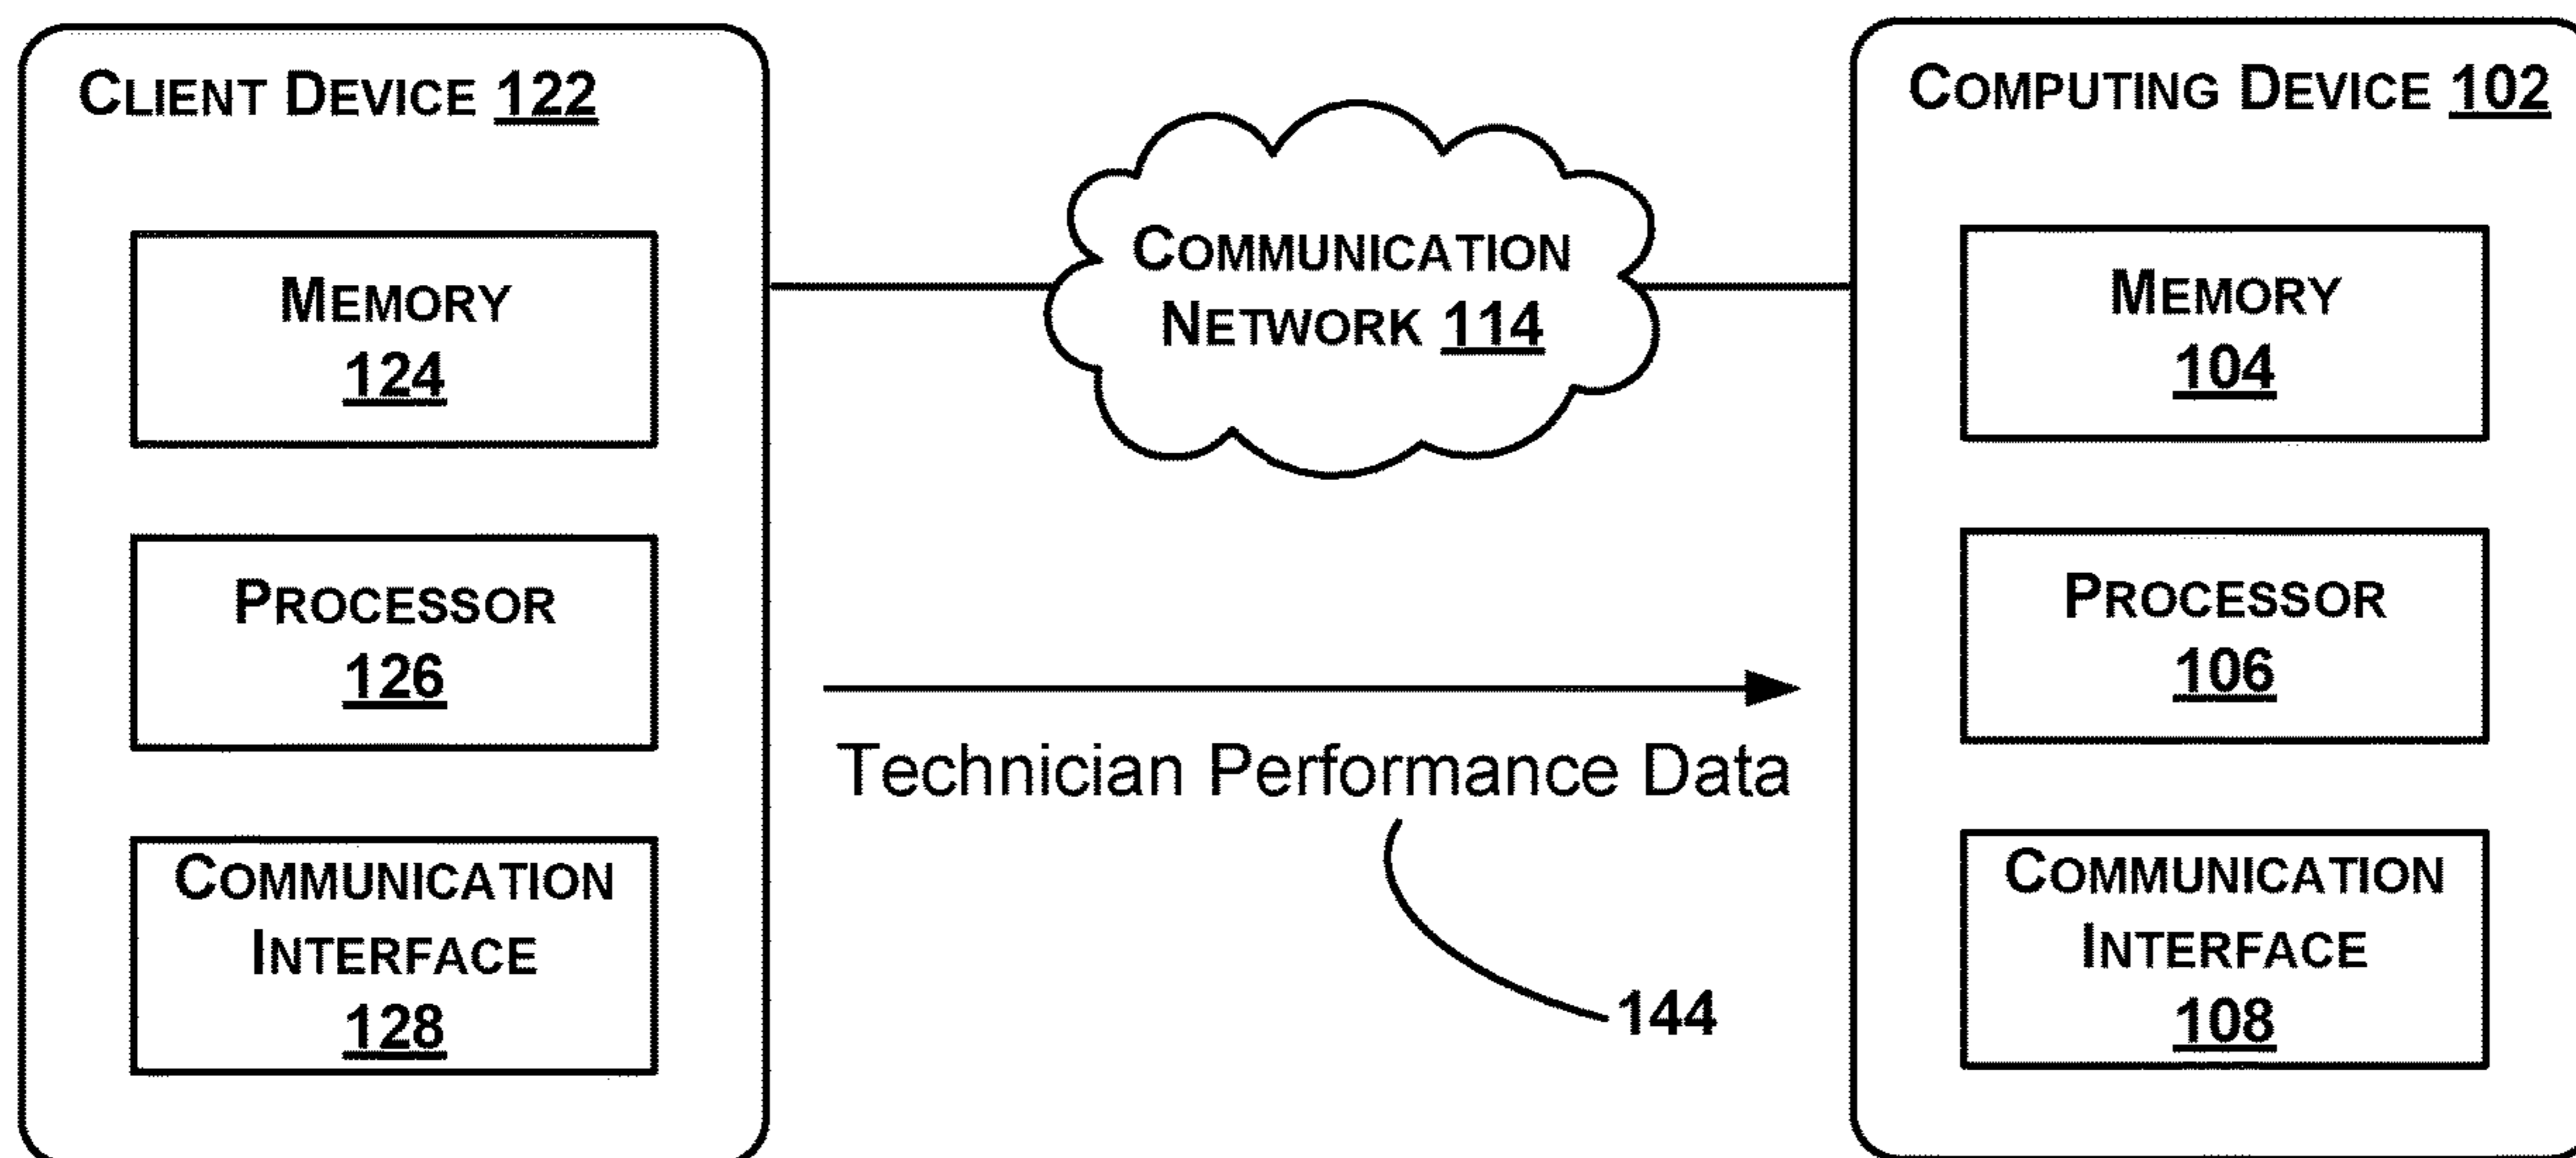 CLIENT DEVICE 122
MEMORY
124
PROCESSOR
126
COMMUNICATION
INTERFACE
128
COMMUNICATION
NETWORK 114
Technician Performance Data
144
COMPUTING DEVICE 102
MEMORY
104
PROCESSOR
106
COMMUNICATION
INTERFACE
108